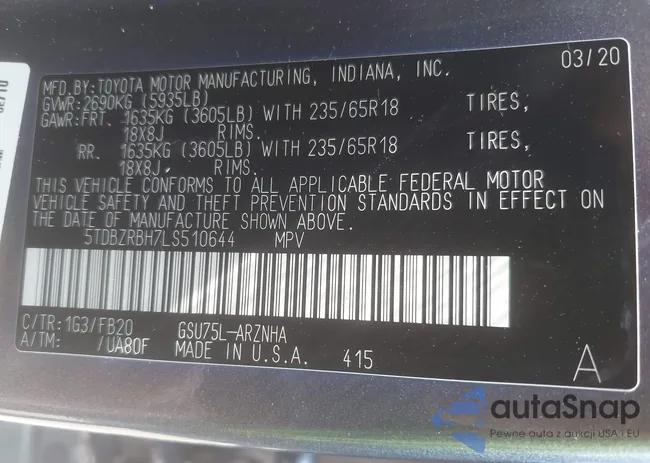 MFD.BY:TOYOTA MOTOR MANUFACTURING, INDIANA, INC. 03/20
GVWR:2690KG (5935LB)
GAWR:FRT. 1635KG (3605LB) WITH 235/65R18 TIRES,
18X8J RIMS.
RR. 1635KG (3605LB) WITH 235/65R18 TIRES,
18X8J RIMS.
THIS VEHICLE CONFORMS TO ALL APPLICABLE FEDERAL MOTOR
VEHICLE SAFETY AND THEFT PREVENTION STANDARDS IN EFFECT ON
THE DATE OF MANUFACTURE SHOWN ABOVE.
5TDBZRBH7LS510644 MPV
C/TR:1G3/FB20 GSU75L-ARZNHA
A/TM: /UA80F MADE IN U.S.A. 415 A
autaSnap
Pewne auta z aukcji USA i EU